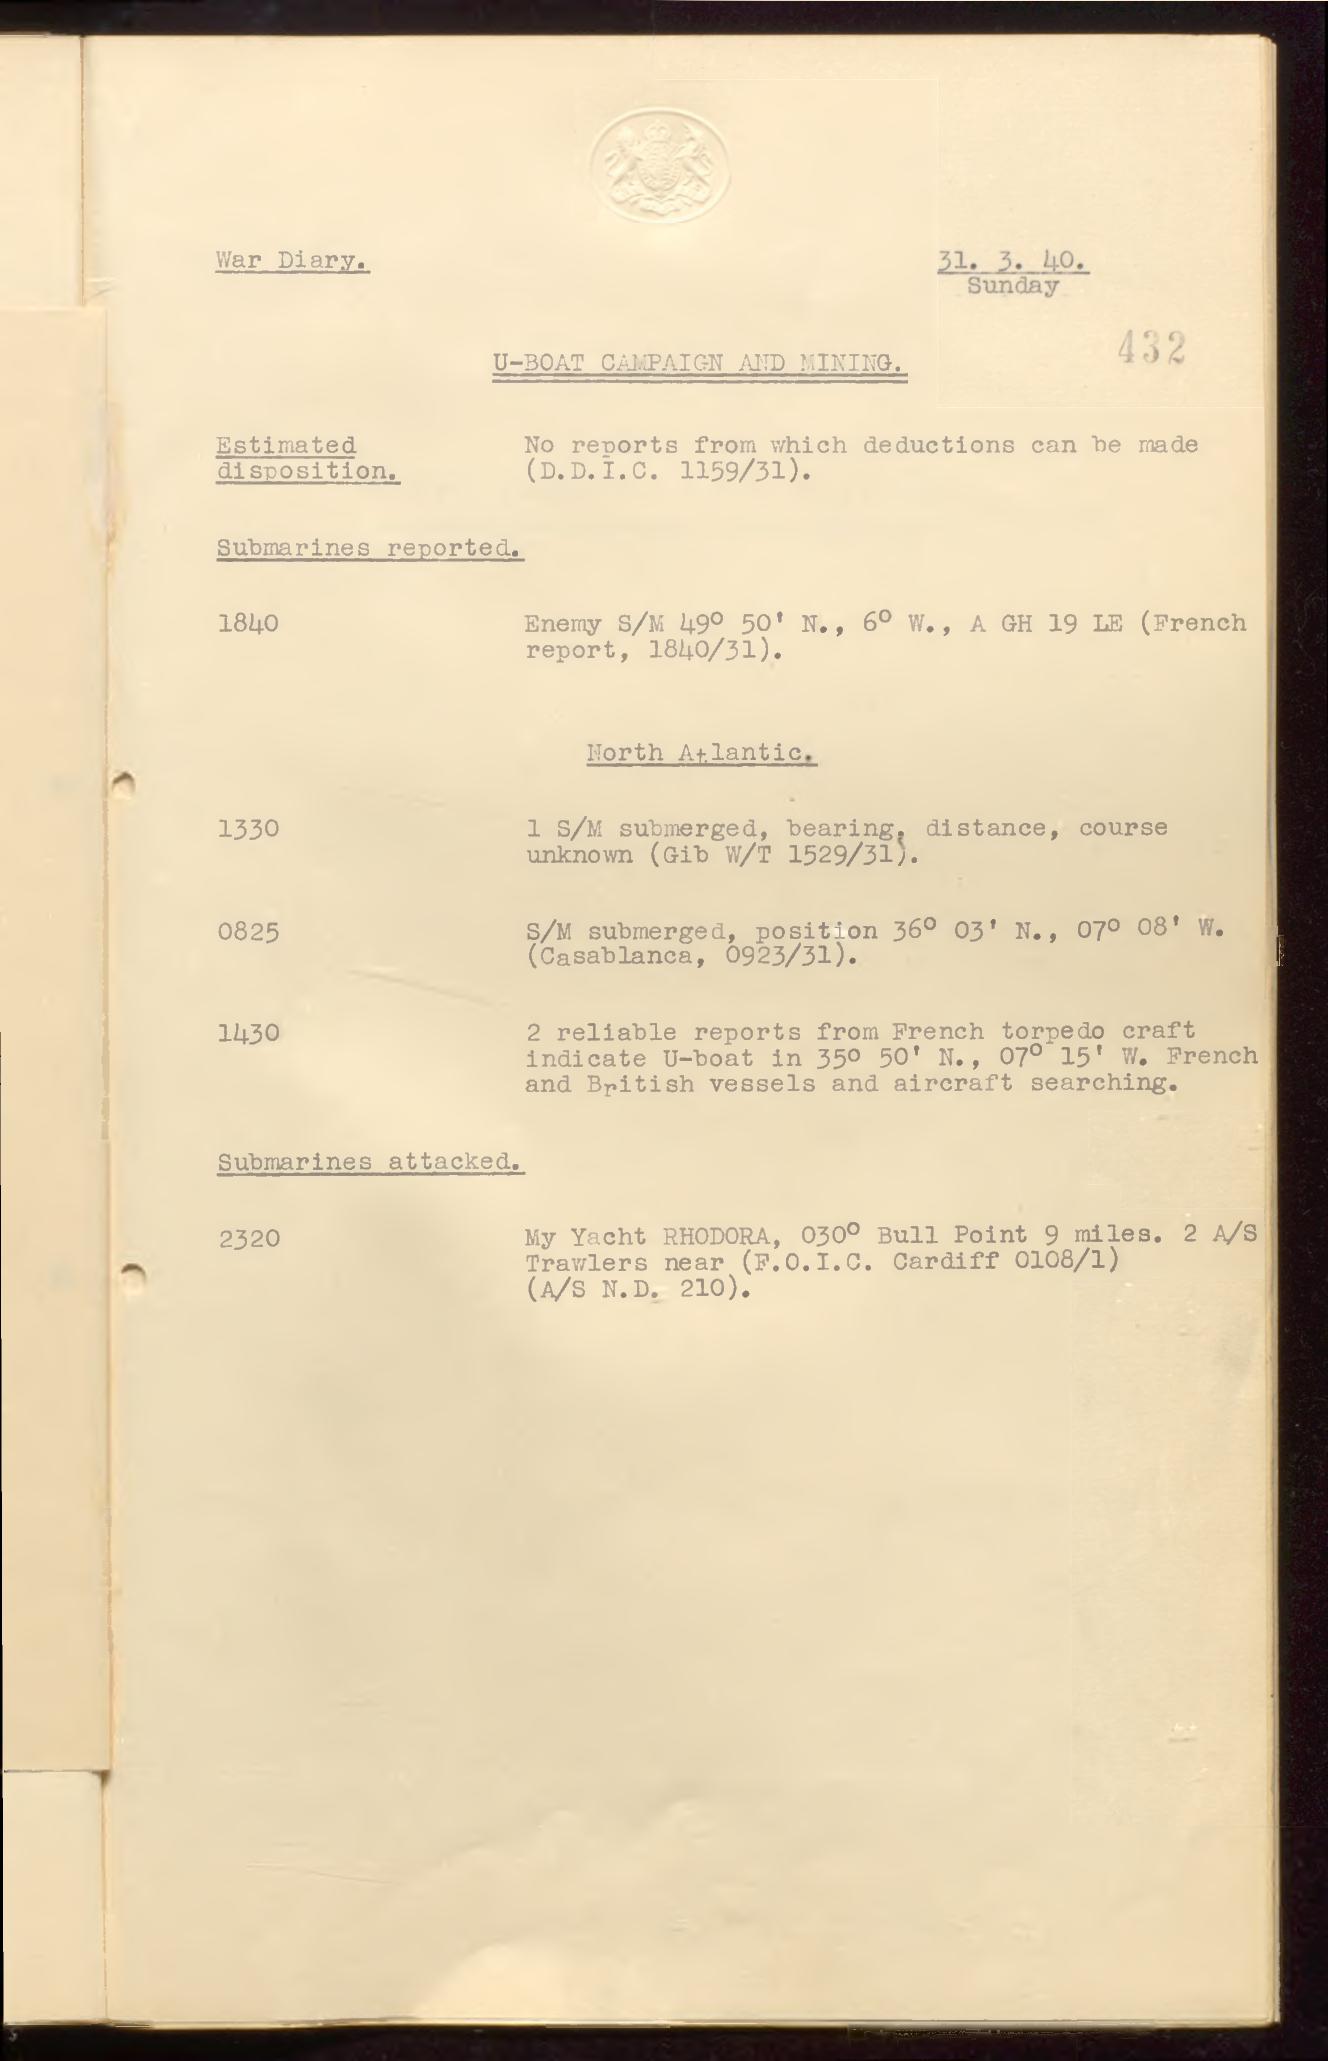 War Diary.
31. 3. 40.
Sunday
432
U-BOAT CAMPAIGN AND MINING.
Estimated
disposition.
No reports from which deductions can be made
(D.D.I.C. 1159/31).
Submarines reported.
1840
Enemy S/M 49° 50' N., 6° W., A GH 19 LE (French
report, 1840/31).
North Atlantic.
1330
1 S/M submerged, bearing, distance, course
unknown (Gib W/T 1529/31).
0825
S/M submerged, position 36° 03' N., 07° 08' W.
(Casablanca, 0923/31).
1430
2 reliable reports from French torpedo craft
indicate U-boat in 35° 50' N., 07° 15' W. French
and British vessels and aircraft searching.
Submarines attacked.
2320
My Yacht RHODORA, 030° Bull Point 9 miles. 2 A/S
Trawlers near (F.O.I.C. Cardiff 0108/1)
(A/S N.D. 210).